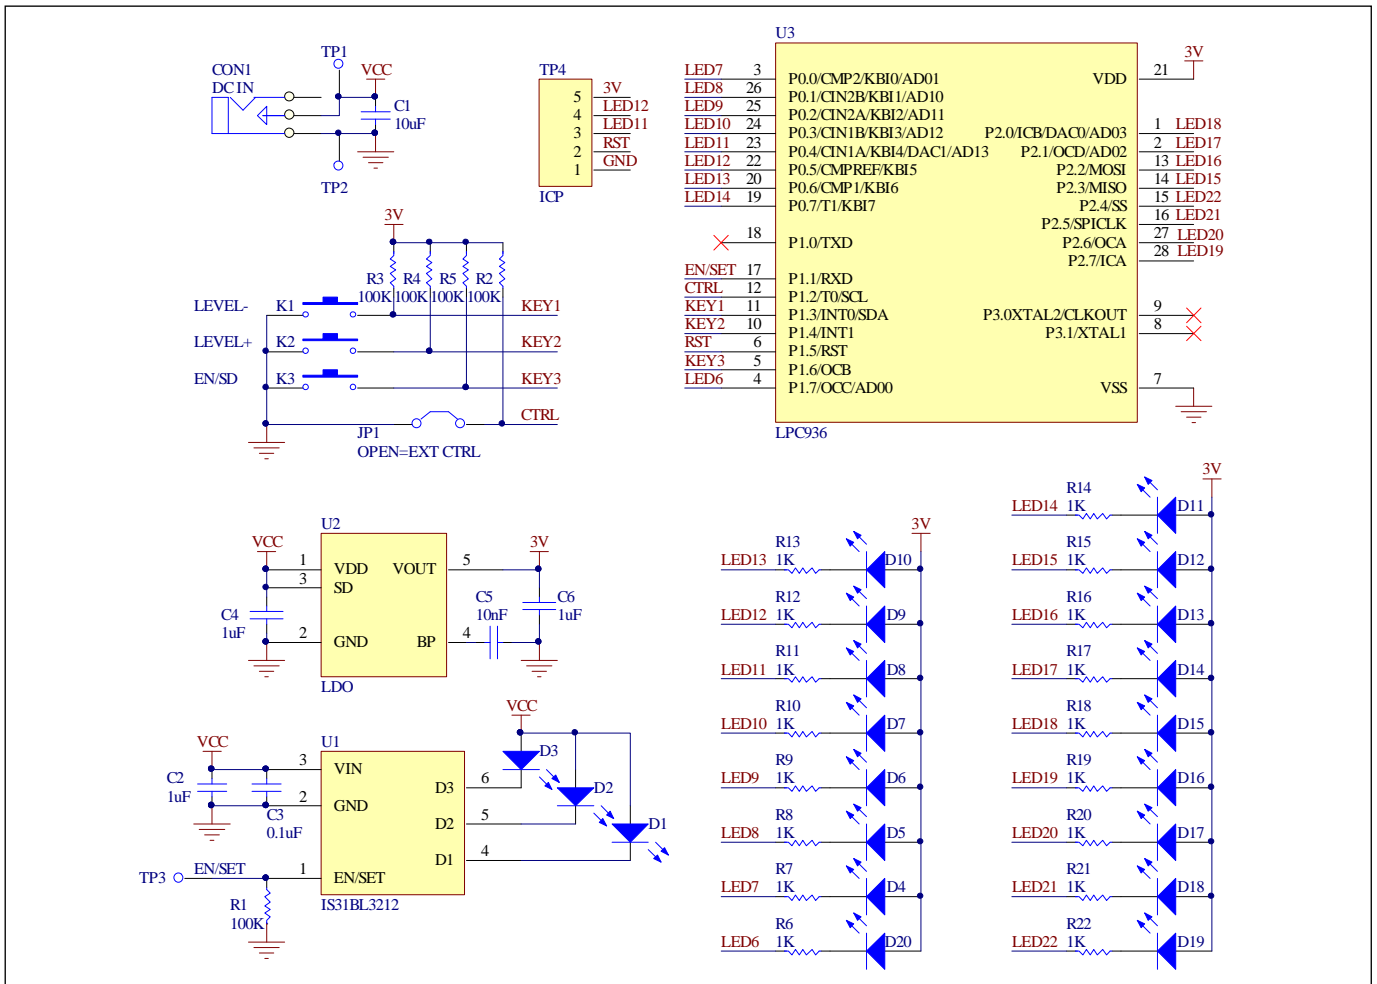 CON1
DC IN
TP1
VCC
C1
10uF
TP2
TP4
5 3V
4 LED12
3 LED11
2 RST
1 GND
ICP
U3
LED7 3 P0.0/CMP2/KBI0/AD01
LED8 26 P0.1/CIN2B/KBI1/AD10
LED9 25 P0.2/CIN2A/KBI2/AD11
LED10 24 P0.3/CIN1B/KBI3/AD12
LED11 23 P0.4/CIN1A/KBI4/DAC1/AD13
LED12 22 P0.5/CMPREF/KBI5
LED13 20 P0.6/CMP1/KBI6
LED14 19 P0.7/T1/KBI7
18 P1.0/TXD
EN/SET 17 P1.1/RXD
CTRL 12 P1.2/T0/SCL
KEY1 11 P1.3/INT0/SDA
KEY2 10 P1.4/INT1
RST 6 P1.5/RST
KEY3 5 P1.6/OCB
LED6 4 P1.7/OCC/AD00
3V
VDD 21
P2.0/ICB/DAC0/AD03 1 LED18
P2.1/OCD/AD02 2 LED17
P2.2/MOSI 13 LED16
P2.3/MISO 14 LED15
P2.4/SS 15 LED22
P2.5/SPICLK 16 LED21
P2.6/OCA 27 LED20
P2.7/ICA 28 LED19
P3.0XTAL2/CLKOUT 9
P3.1/XTAL1 8
VSS 7
LPC936
3V
R3 R4 R5 R2
100K 100K 100K 100K
LEVEL- K1 KEY1
LEVEL+ K2 KEY2
EN/SD K3 KEY3
CTRL
JP1
OPEN=EXT CTRL
U2
VCC
1 VDD
3 SD
2 GND
VOUT 5
BP 4
3V
C4
1uF
C5
10nF
C6
1uF
LDO
U1
VCC
3 VIN
2 GND
1 EN/SET
D3 6
D2 5
D1 4
VCC
D3
D2
D1
C2
1uF
C3
0.1uF
TP3 EN/SET
R1
100K
IS31BL3212
3V
R13
LED13 1K D10
R12
LED12 1K D9
R11
LED11 1K D8
R10
LED10 1K D7
R9
LED9 1K D6
R8
LED8 1K D5
R7
LED7 1K D4
R6
LED6 1K D20
3V
R14
LED14 1K D11
R15
LED15 1K D12
R16
LED16 1K D13
R17
LED17 1K D14
R18
LED18 1K D15
R19
LED19 1K D16
R20
LED20 1K D17
R21
LED21 1K D18
R22
LED22 1K D19